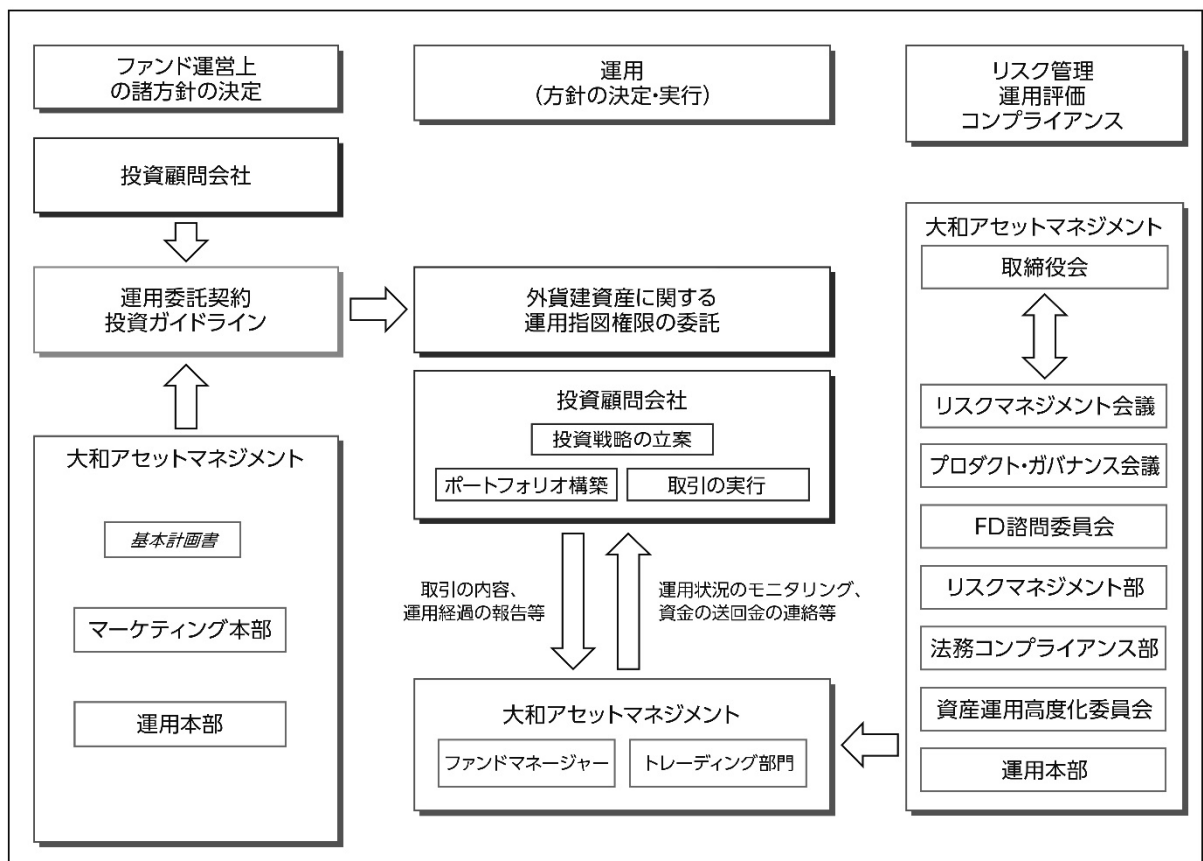 ファンド運営上
の諸方針の決定
投資顧問会社
運用委託契約
投資ガイドライン
大和アセットマネジメント
基本計画書
マーケティング本部
運用本部
運用
(方針の決定・実行)
外貨建資産に関する
運用指図権限の委託
投資顧問会社
投資戦略の立案
ポートフォリオ構築
取引の実行
取引の内容、
運用経過の報告等
運用状況のモニタリング、
資金の送回金の連絡等
大和アセットマネジメント
ファンドマネージャー
トレーディング部門
リスク管理
運用評価
コンプライアンス
大和アセットマネジメント
取締役会
リスクマネジメント会議
プロダクト・ガバナンス会議
FD諮問委員会
リスクマネジメント部
法務コンプライアンス部
資産運用高度化委員会
運用本部